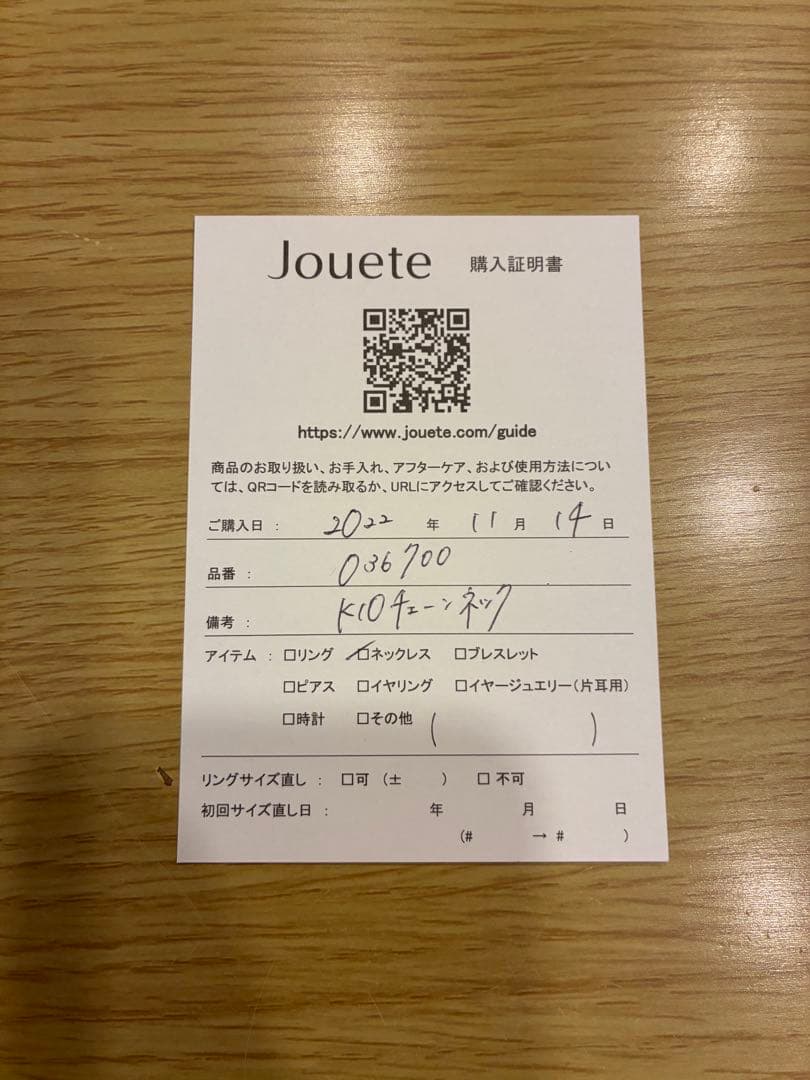 Jouete 購入証明書
https://www.jouete.com/guide
商品のお取り扱い、お手入れ、アフターケア、および使用方法につい
ては、QRコードを読み取るか、URLにアクセスしてご確認ください。
ご購入日 : 2022 年 11 月 14 日
品番 : 036700
備考 : K10チェーンネック
アイテム : □リング □ネックレス □ブレスレット
□ピアス □イヤリング □イヤージュエリー(片耳用)
□時計 □その他 ( )
リングサイズ直し : □可 (± ) □ 不可
初回サイズ直し日 : 年 月 日
(# → # )